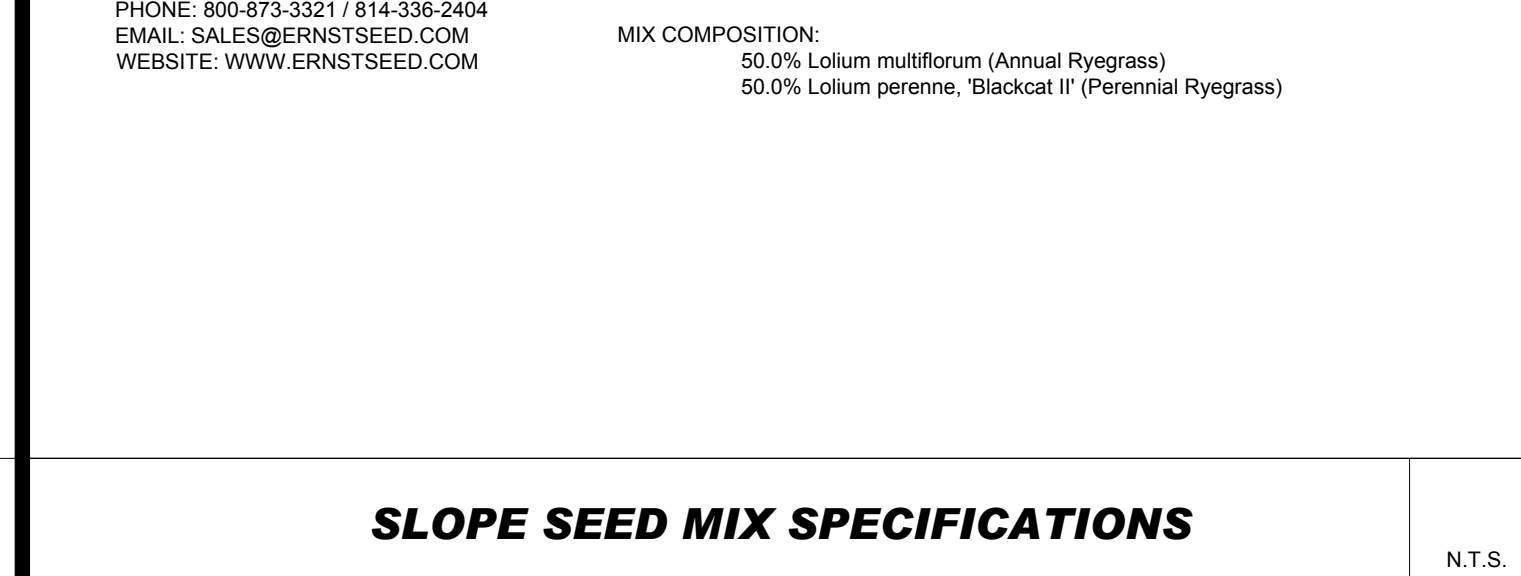 PHONE: 800-873-3321 / 814-336-2404
EMAIL: SALES@ERNSTSEED.COM
WEBSITE: WWW.ERNSTSEED.COM
MIX COMPOSITION:
50.0% Lolium multiflorum (Annual Ryegrass)
50.0% Lolium perenne, 'Blackcat II' (Perennial Ryegrass)
SLOPE SEED MIX SPECIFICATIONS
N.T.S.